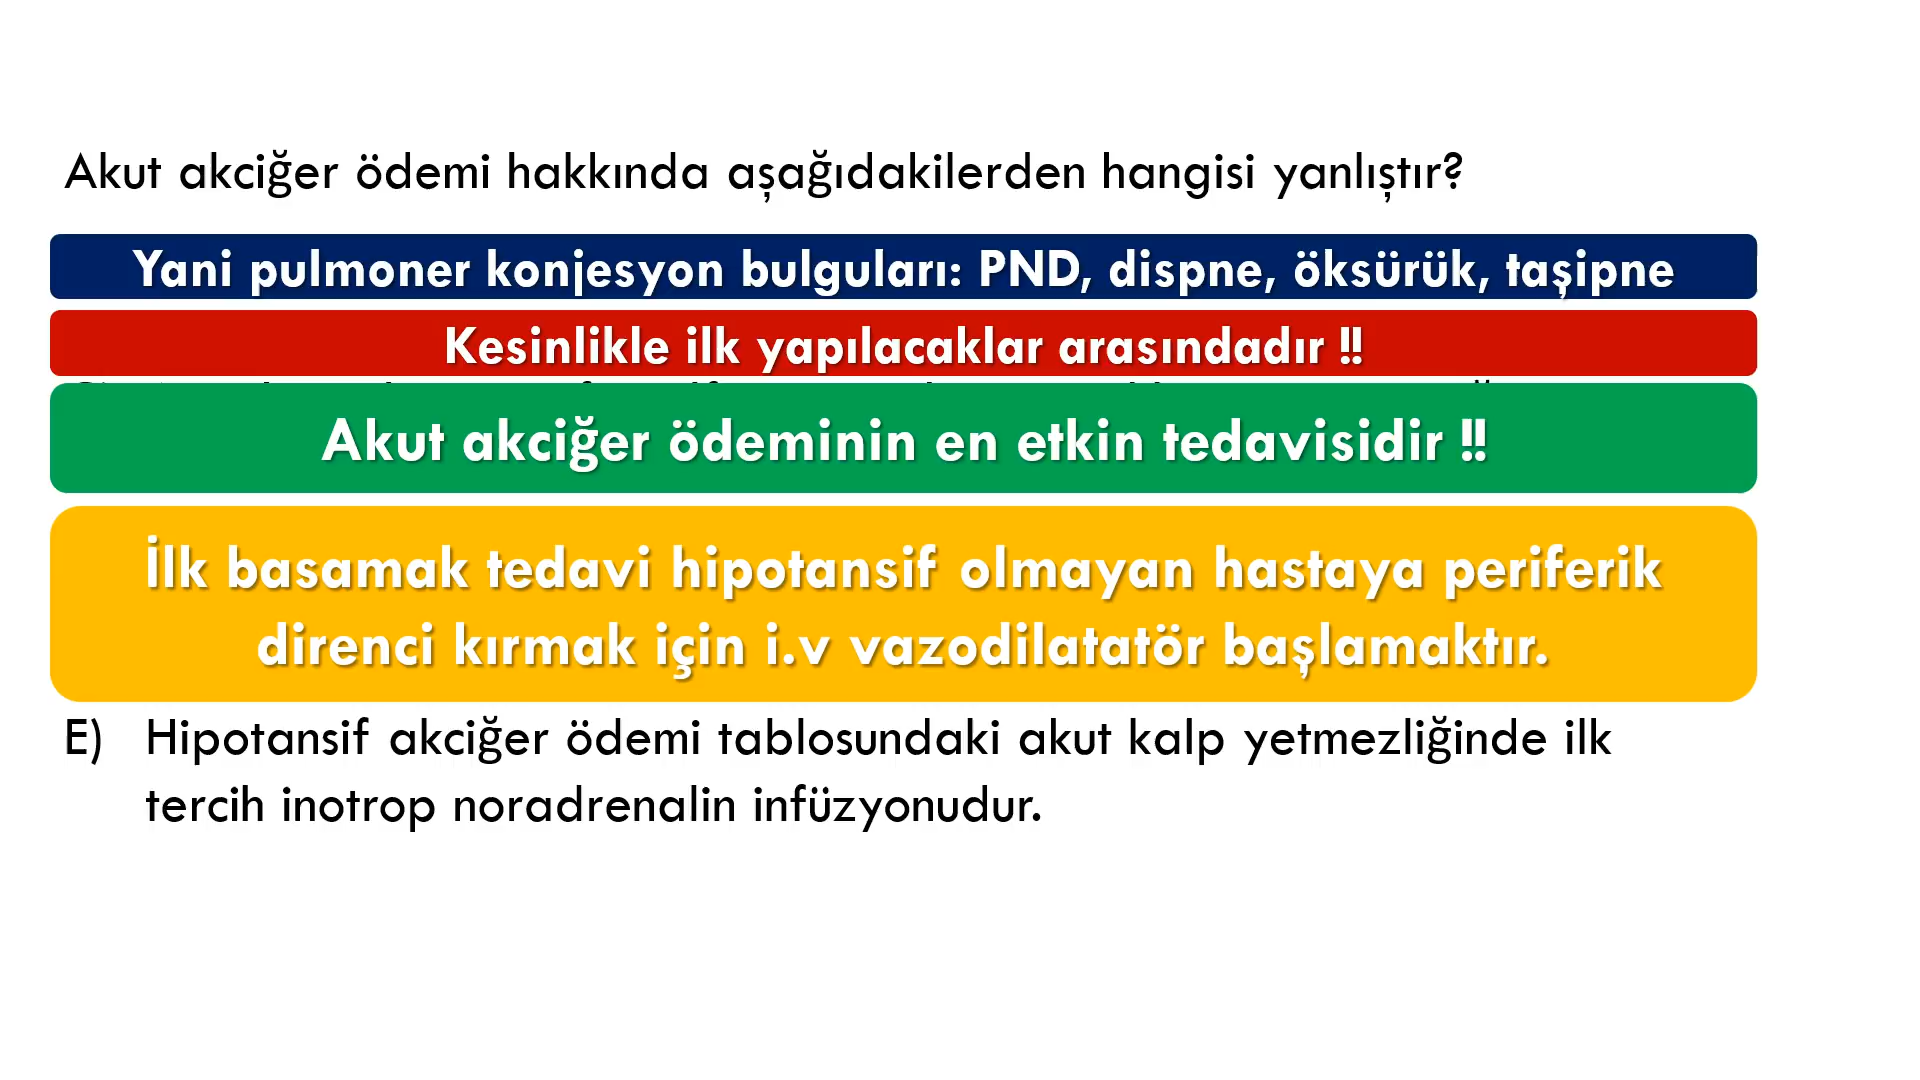 Akut akciğer ödemi hakkında aşağıdakilerden hangisi yanlıştır?
Yani pulmoner konjesyon bulguları: PND, dispne, öksürük, taşipne
Kesinlikle ilk yapılacaklar arasındadır !!
Akut akciğer ödeminin en etkin tedavisidir !!
İlk basamak tedavi hipotansif olmayan hastaya periferik
direnci kırmak için i.v vazodilatatör başlamaktır.
E) Hipotansif akciğer ödemi tablosundaki akut kalp yetmezliğinde ilk
tercih inotrop noradrenalin infüzyonudur.